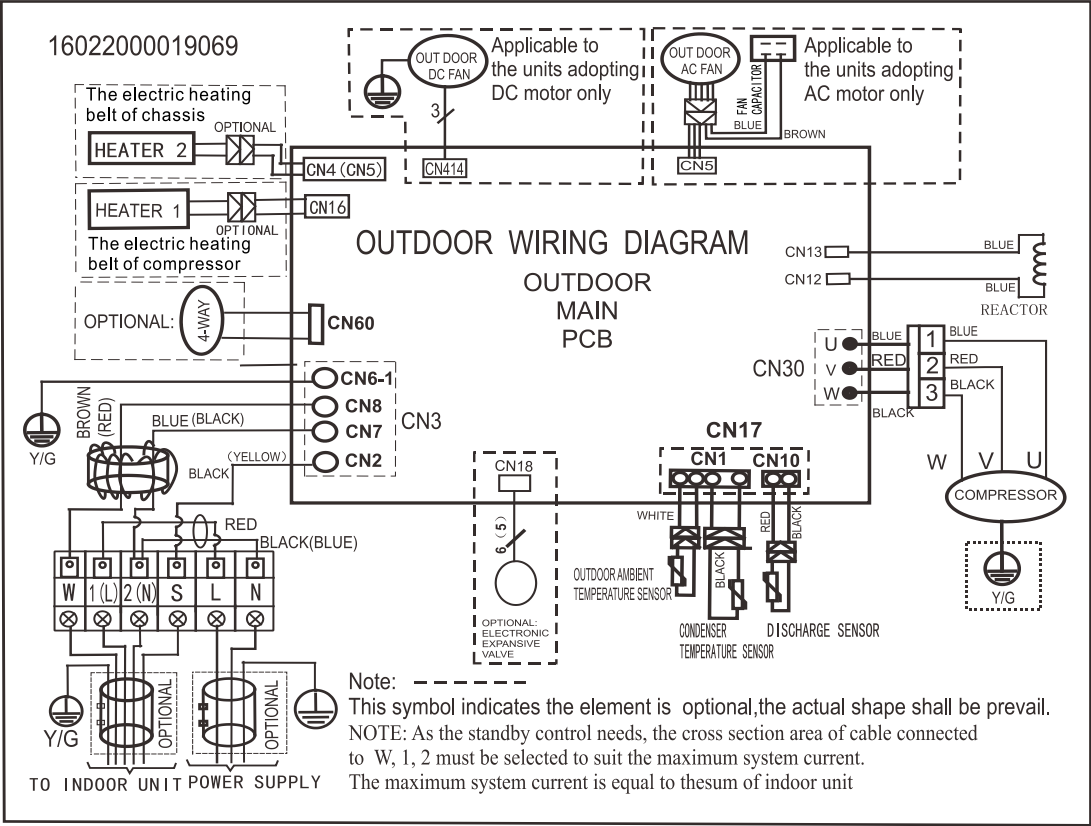 16022000019069
The electric heating
belt of chassis
OPTIONAL
HEATER 2
CN4 (CN5)
HEATER 1
CN16
OPTIONAL
The electric heating
belt of compressor
OPTIONAL:
4-WAY
CN60
OUT DOOR
DC FAN
3
CN414
Applicable to
the units adopting
DC motor only
OUT DOOR
AC FAN
FAN
CAPACITOR
BLUE
BROWN
CN5
Applicable to
the units adopting
AC motor only
OUTDOOR WIRING DIAGRAM
OUTDOOR
MAIN
PCB
CN13
CN12
BLUE
BLUE
REACTOR
CN30
U
V
W
BLUE
RED
BLACK
1
2
3
BLUE
RED
BLACK
W V U
COMPRESSOR
Y/G
CN6-1
CN8
CN7
CN2
CN3
Y/G
BROWN
(RED)
BLUE (BLACK)
(YELLOW)
BLACK
RED
BLACK(BLUE)
W 1(L) 2(N) S L N
Y/G
OPTIONAL
OPTIONAL
TO INDOOR UNIT
POWER SUPPLY
CN18
6 (5)
OPTIONAL:
ELECTRONIC
EXPANSIVE
VALVE
CN17
CN1
CN10
WHITE
BLACK
RED
BLACK
OUTDOOR AMBIENT
TEMPERATURE SENSOR
CONDENSER
TEMPERATURE SENSOR
DISCHARGE SENSOR
Note:
This symbol indicates the element is optional,the actual shape shall be prevail.
NOTE: As the standby control needs, the cross section area of cable connected
to W, 1, 2 must be selected to suit the maximum system current.
The maximum system current is equal to thesum of indoor unit